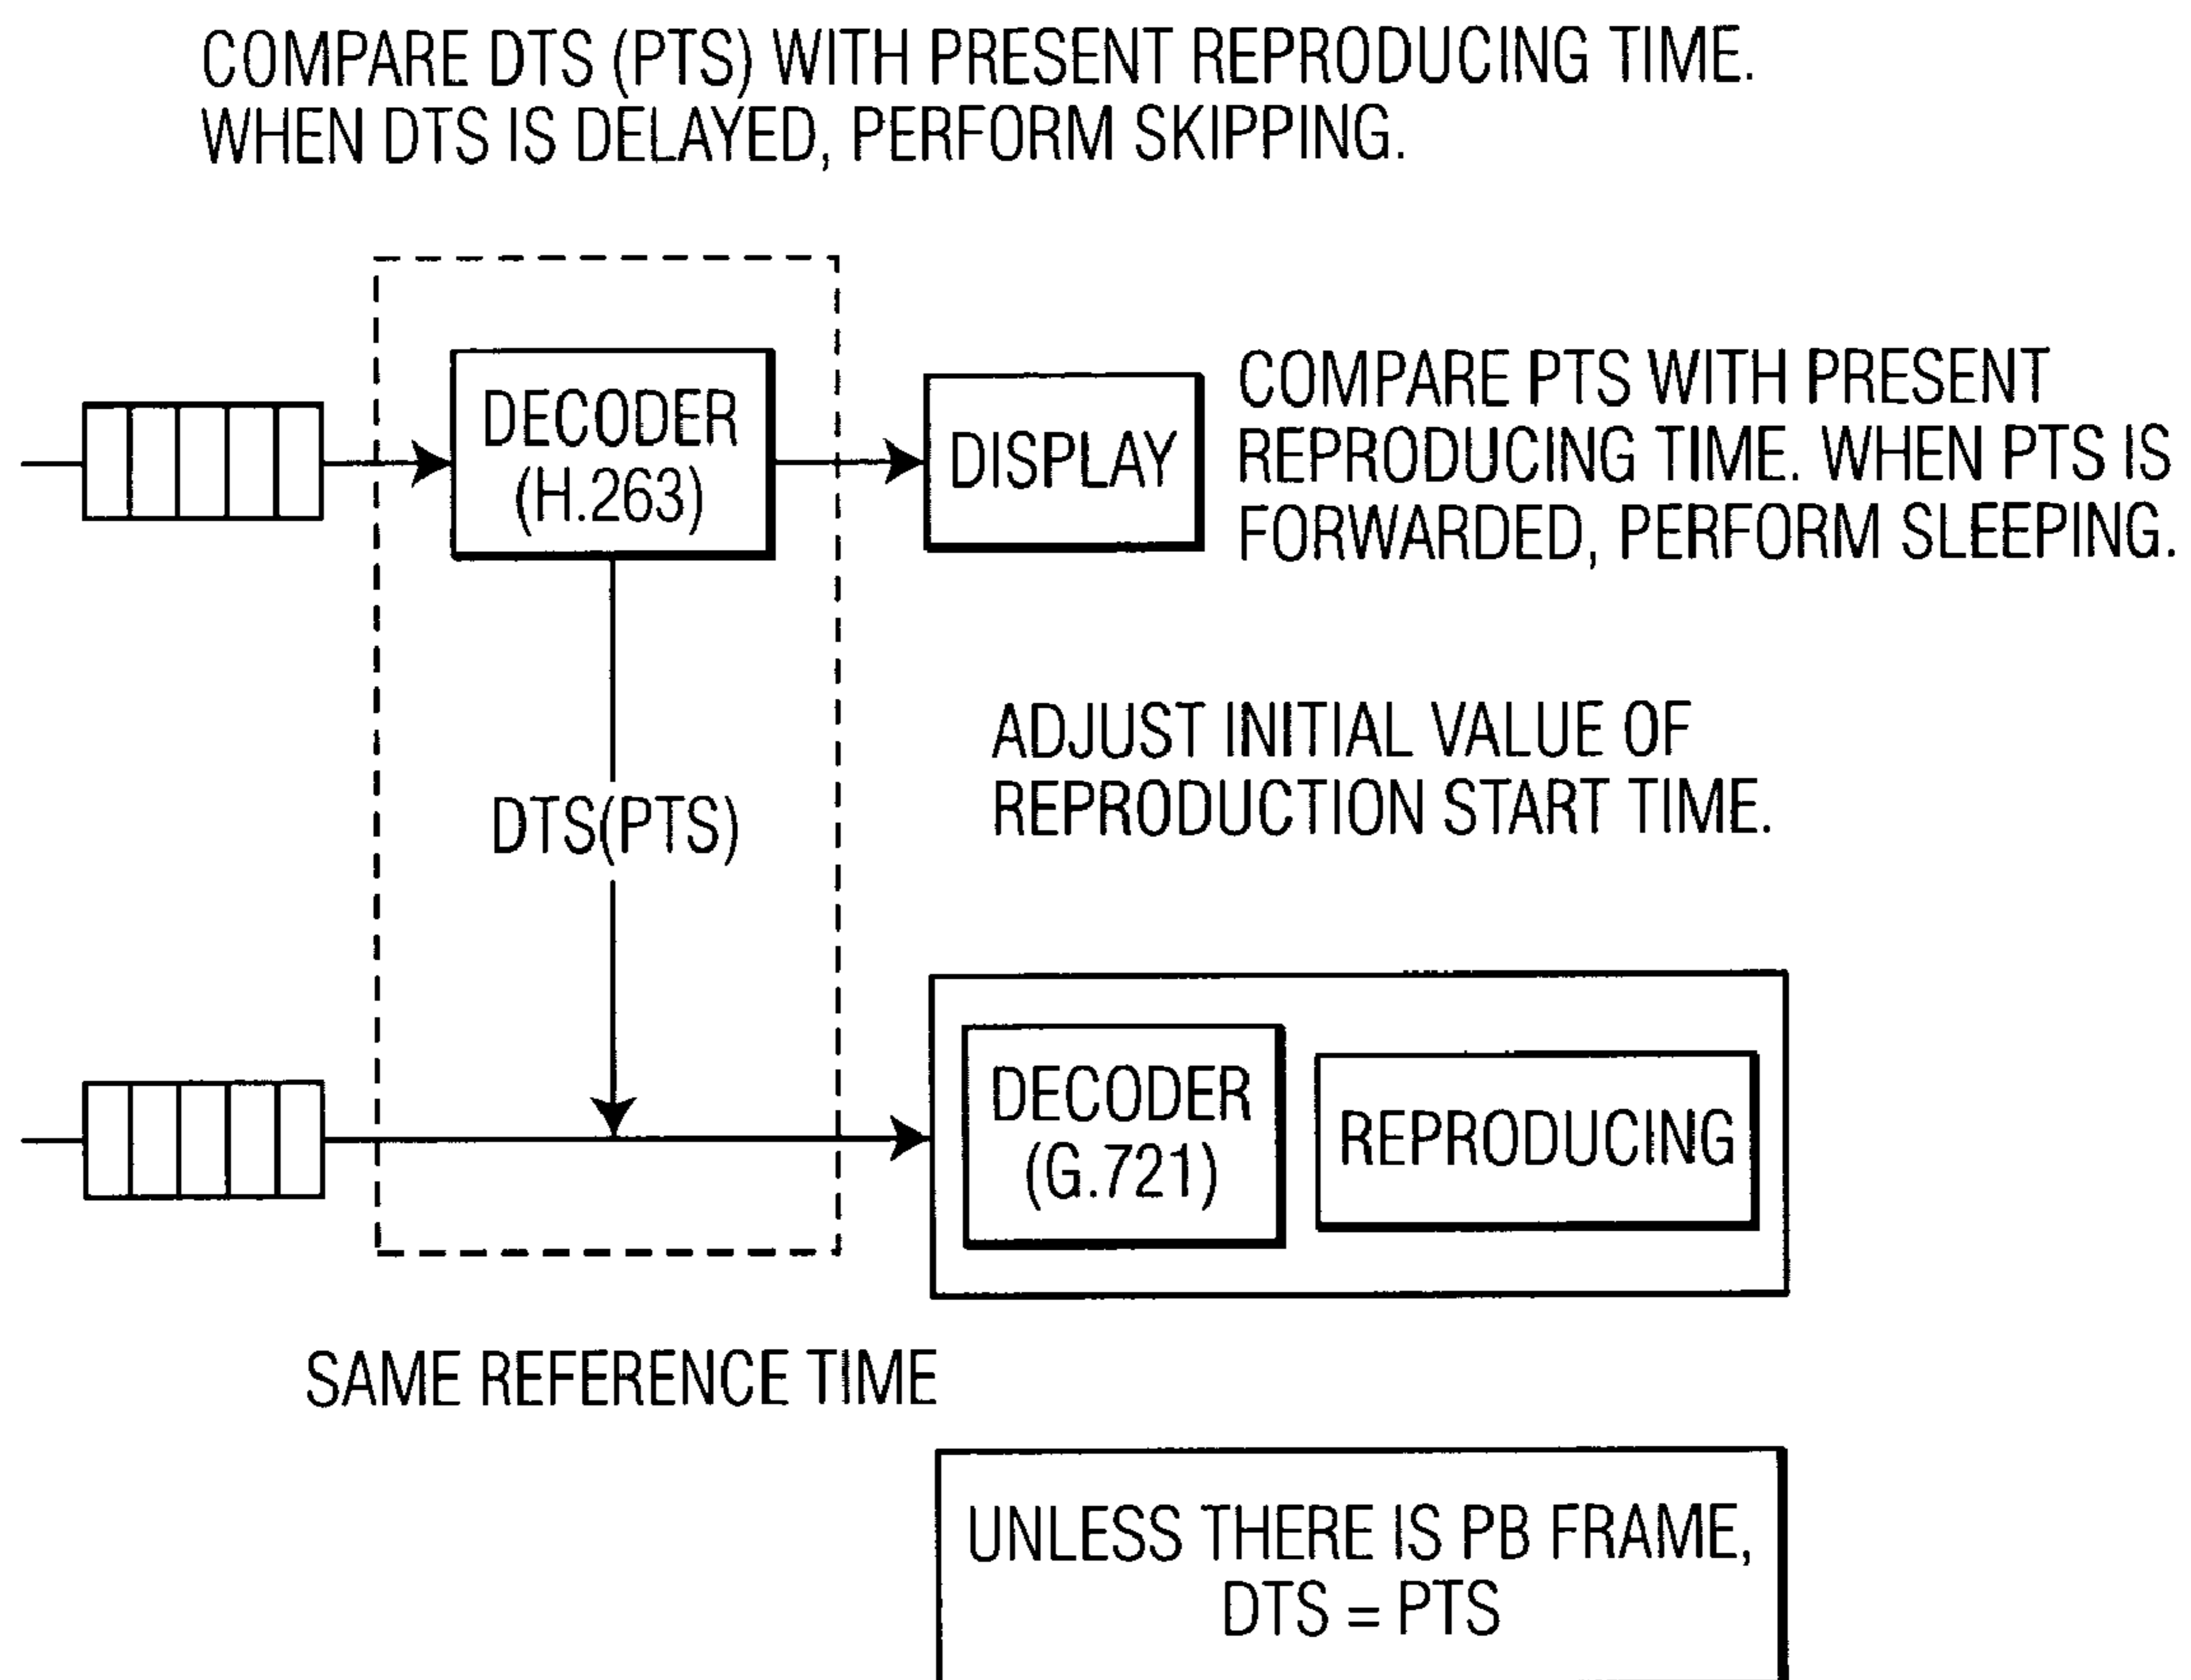 COMPARE DTS (PTS) WITH PRESENT REPRODUCING TIME.
WHEN DTS IS DELAYED, PERFORM SKIPPING.
DECODER
(H.263)
DISPLAY
COMPARE PTS WITH PRESENT
REPRODUCING TIME. WHEN PTS IS
FORWARDED, PERFORM SLEEPING.
DTS(PTS)
ADJUST INITIAL VALUE OF
REPRODUCTION START TIME.
DECODER
(G.721)
REPRODUCING
SAME REFERENCE TIME
UNLESS THERE IS PB FRAME,
DTS = PTS